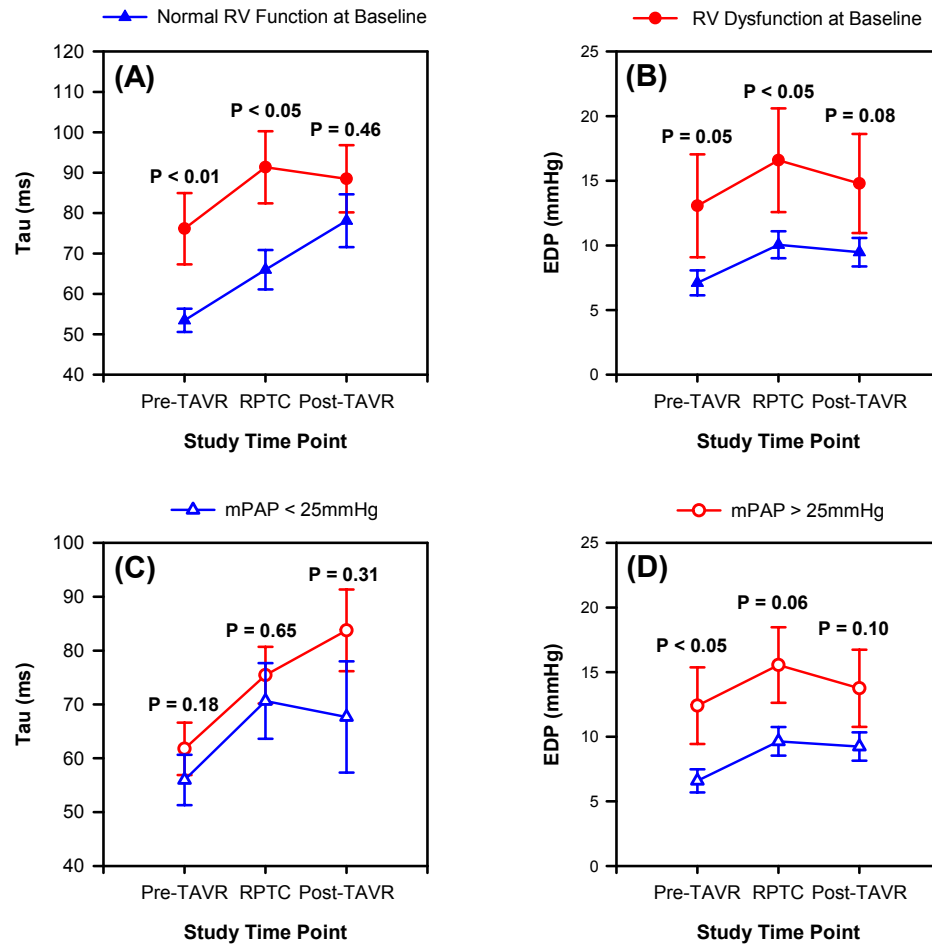 Normal RV Function at Baseline
RV Dysfunction at Baseline
(A)
P < 0.01
P < 0.05
P = 0.46
Tau (ms)
120
110
100
90
80
70
60
50
40
Pre-TAVR RPTC Post-TAVR
Study Time Point
(B)
P = 0.05
P < 0.05
P = 0.08
EDP (mmHg)
25
20
15
10
5
0
Pre-TAVR RPTC Post-TAVR
Study Time Point
mPAP < 25mmHg
mPAP > 25mmHg
(C)
P = 0.18
P = 0.65
P = 0.31
Tau (ms)
100
90
80
70
60
50
40
Pre-TAVR RPTC Post-TAVR
Study Time Point
(D)
P < 0.05
P = 0.06
P = 0.10
EDP (mmHg)
25
20
15
10
5
0
Pre-TAVR RPTC Post-TAVR
Study Time Point